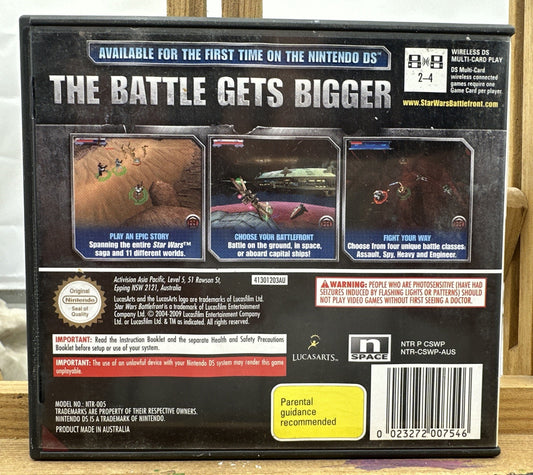 AVAILABLE FOR THE FIRST TIME ON THE NINTENDO DS™
2–4
WIRELESS DS
MULTI-CARD PLAY
DS Multi-Card
wireless connected
games require one
Game Card per player.
THE BATTLE GETS BIGGER
www.StarWarsBattlefront.com
PLAY AN EPIC STORY
Spanning the entire Star Wars™
saga and 11 different worlds.
CHOOSE YOUR BATTLEFRONT
Battle on the ground, in space,
or aboard capital ships!
FIGHT YOUR WAY
Choose from four unique battle classes:
Assault, Spy, Heavy and Engineer.
Original
Nintendo
Seal of
Quality
Activision Asia Pacific, Level 5, 51 Rawson St,
Epping NSW 2121, Australia
41301203AU
LucasArts and the LucasArts logo are trademarks of Lucasfilm Ltd.
Star Wars Battlefront is a trademark of Lucasfilm Entertainment
Company Ltd. © 2004-2009 Lucasfilm Entertainment Company Ltd.
or Lucasfilm Ltd. & TM as indicated. All rights reserved.
WARNING: PEOPLE WHO ARE PHOTOSENSITIVE (HAVE HAD
SEIZURES INDUCED BY FLASHING LIGHTS OR PATTERNS) SHOULD
NOT PLAY VIDEO GAMES WITHOUT FIRST SEEING A DOCTOR.
IMPORTANT: Read the Instruction Booklet and the separate Health and Safety Precautions
Booklet before setup or use of your system.
IMPORTANT: The use of an unlawful device with your Nintendo DS system may render this game
unplayable.
LUCASARTS™
n
SPACE
NTR P CSWP
NTR-CSWP-AUS
MODEL NO.: NTR-005
TRADEMARKS ARE PROPERTY OF THEIR RESPECTIVE OWNERS.
NINTENDO DS IS A TRADEMARK OF NINTENDO.
PRODUCT MADE IN AUSTRALIA
Parental
guidance
recommended
0 023272 007546